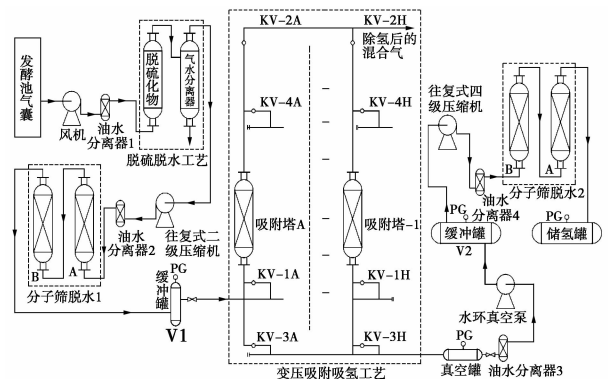 发酵池气囊
风机
油水
分离器1
脱硫化物
气水分离器
脱硫脱水工艺
B
A
分子筛脱水1
油水
分离器2
往复式二
级压缩机
缓冲罐
PG
V1
KV-2A
KV-2H
除氢后的
混合气
KV-4A
KV-4H
吸附塔A
吸附塔-1
KV-1A
KV-1H
KV-3A
KV-3H
变压吸附吸氢工艺
往复式四
级压缩机
油水
分离器4
B
A
分子筛脱水2
PG
缓冲罐
V2
PG
储氢罐
水环真空泵
PG
真空罐
油水分离器3